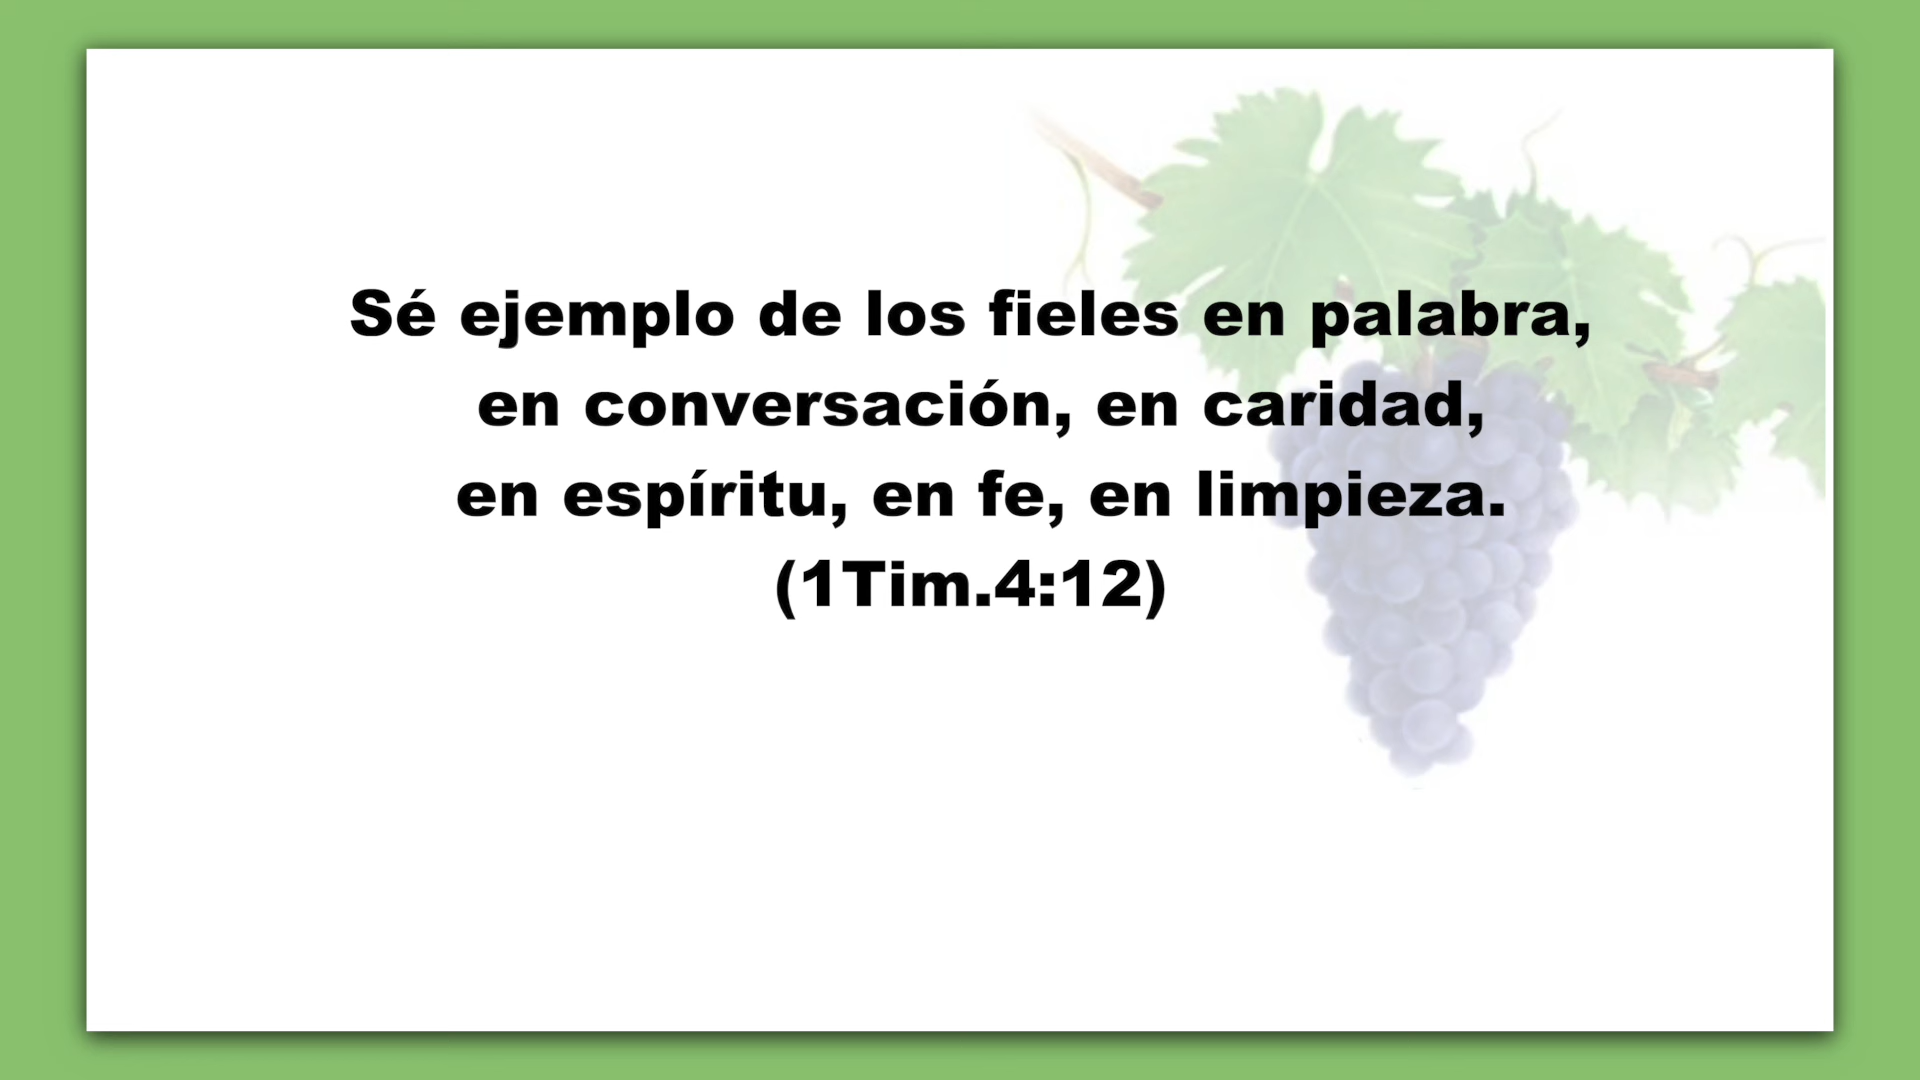 Sé ejemplo de los fieles en palabra,
en conversación, en caridad,
en espíritu, en fe, en limpieza.
(1Tim.4:12)